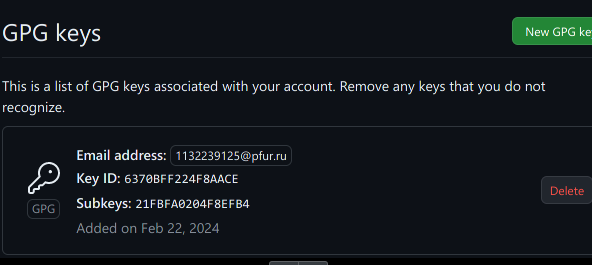 GPG keys
New GPG ke
This is a list of GPG keys associated with your account. Remove any keys that you do not
recognize.
Email address: 1132239125@pfur.ru
Key ID: 6370BFF224F8AACE
GPG
Subkeys: 21FBFA0204F8EFB4
Delete
Added on Feb 22, 2024